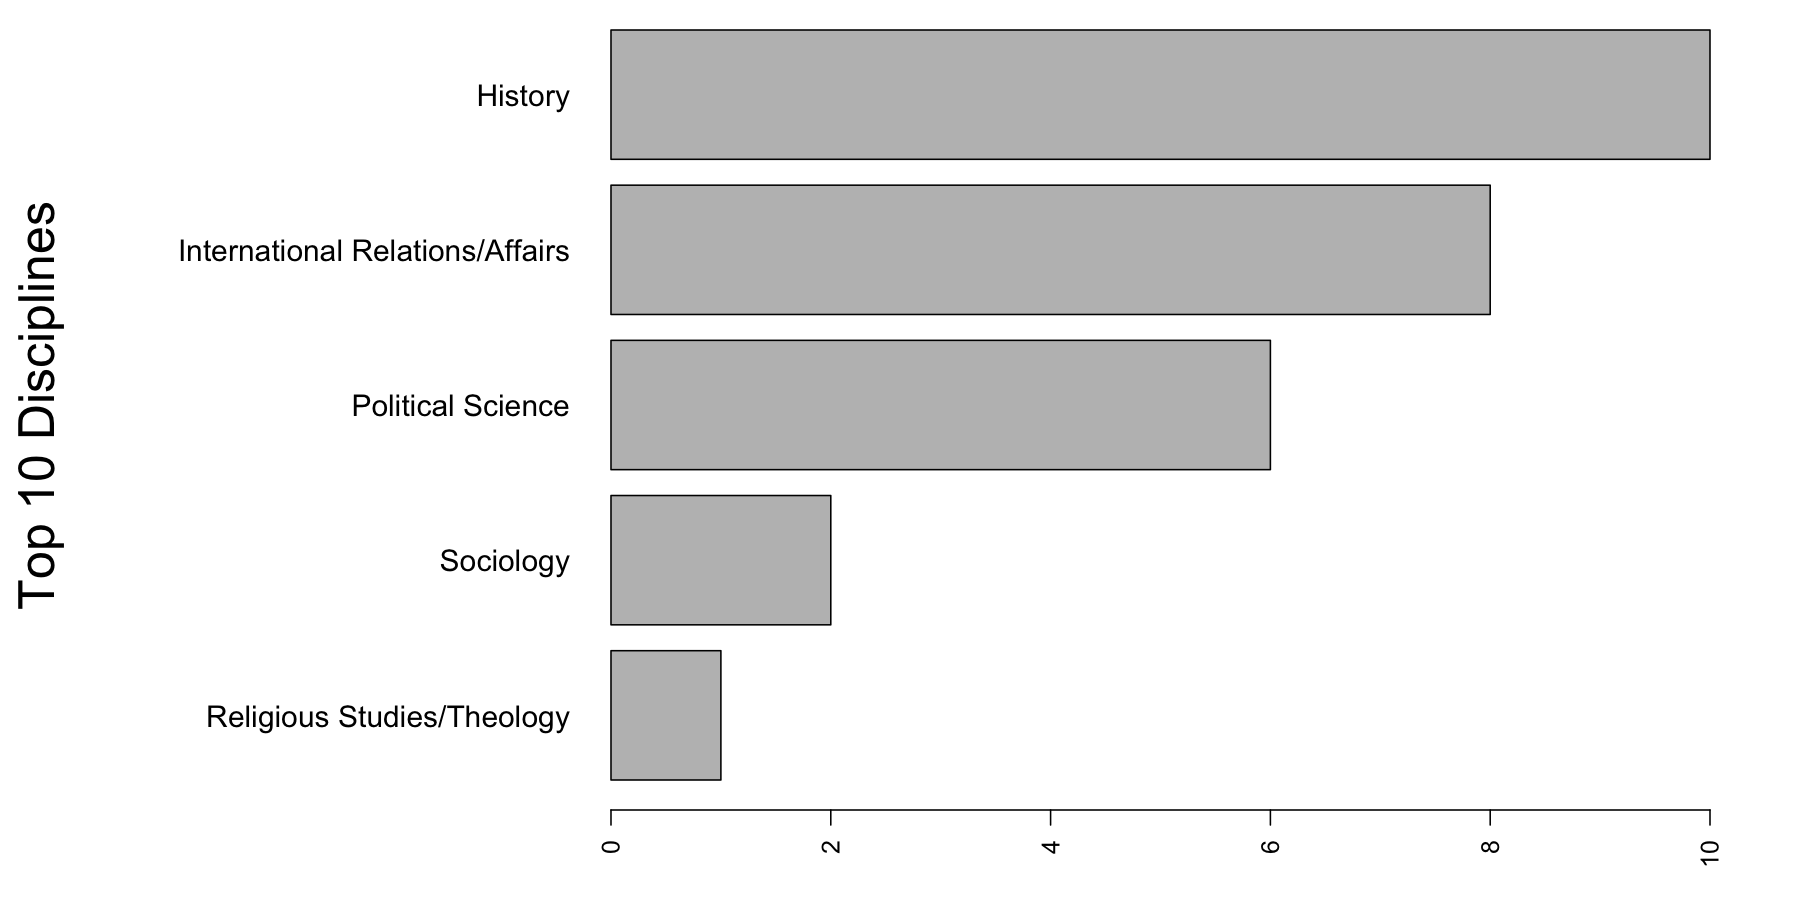 Top 10 Disciplines
History
International Relations/Affairs
Political Science
Sociology
Religious Studies/Theology
0 2 4 6 8 10